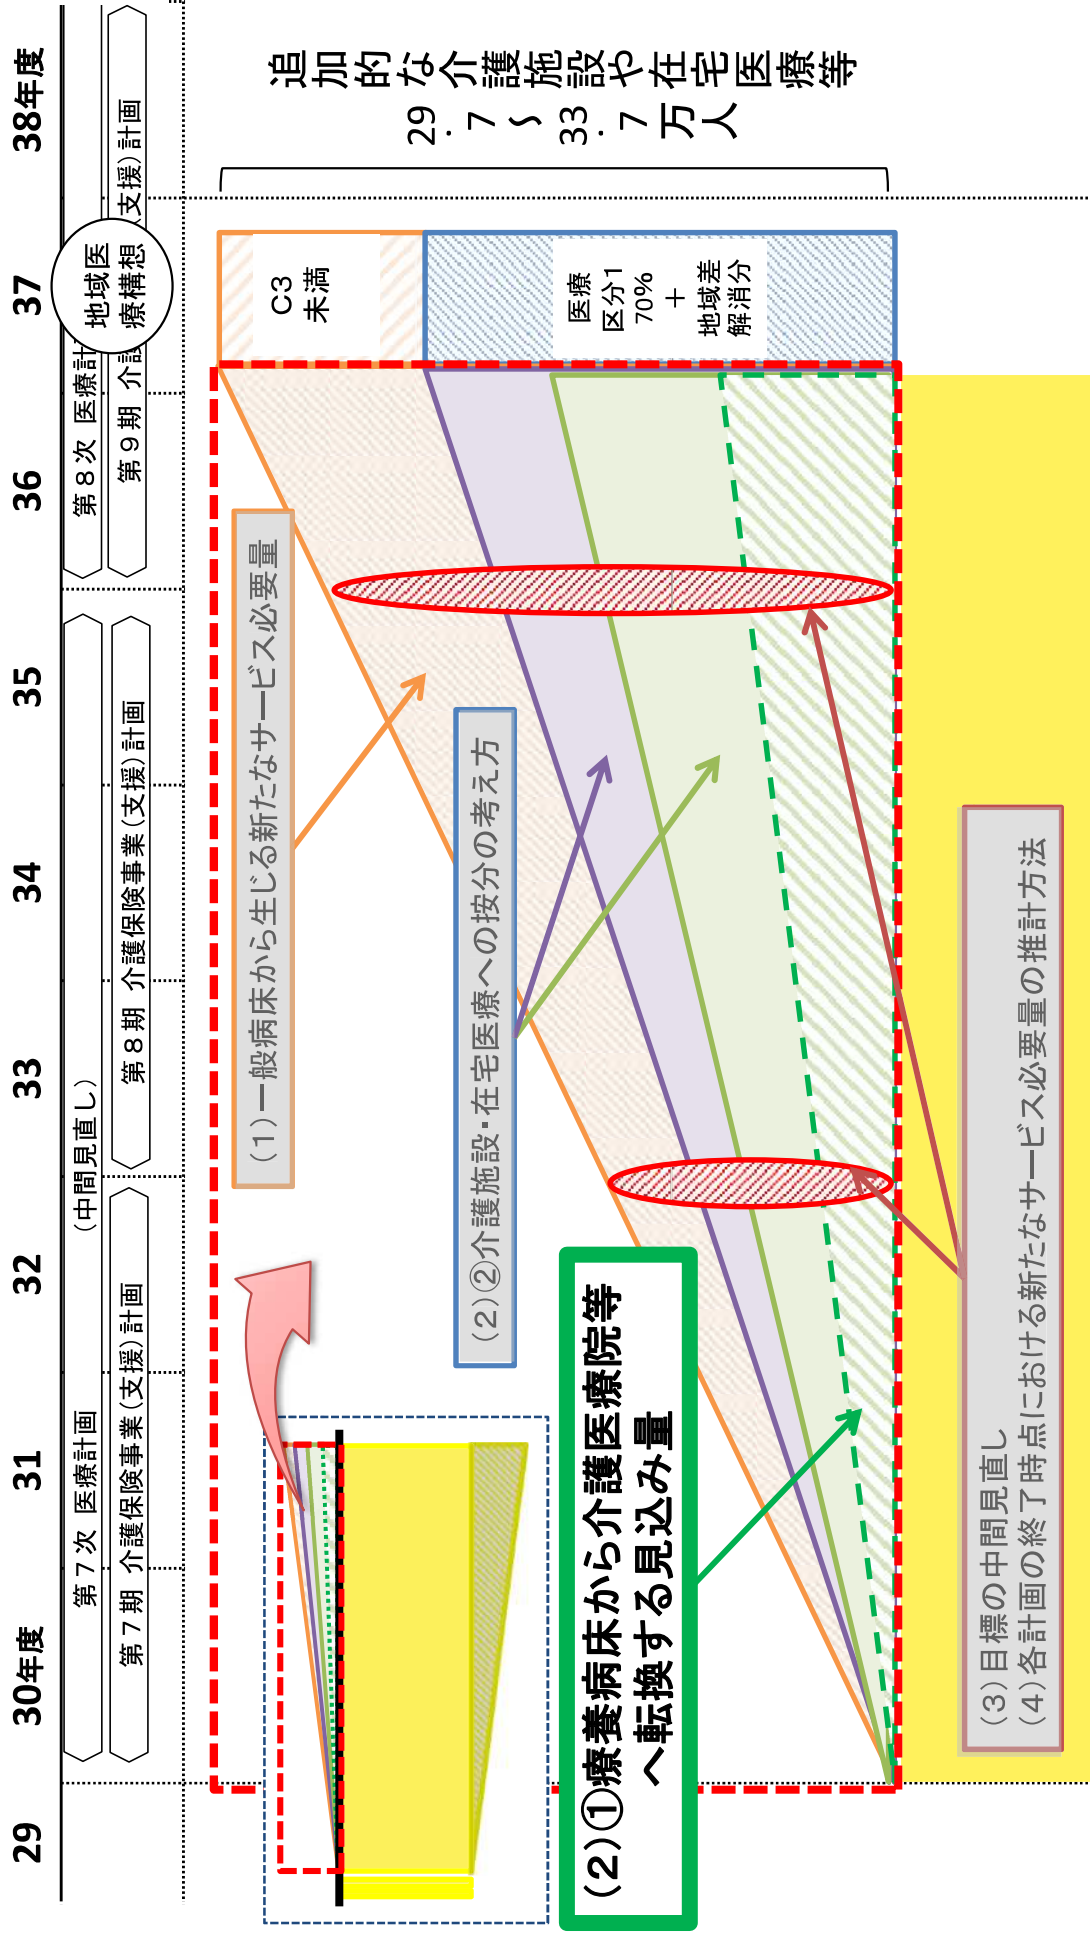 29
30年度
31
32
33
34
35
36
37
38年度
第7次 医療計画
(中間見直し)
第8次 医療計
第7期 介護保険事業(支援)計画
第8期 介護保険事業(支援)計画
第9期 介護
(支援)計画
地域医
療構想
追加的な介護施設や在宅医療等
29.7~33.7万人
C3
未満
医療
区分1
70%
+
地域差
解消分
(1)一般病床から生じる新たなサービス必要量
(2)②介護施設・在宅医療への按分の考え方
(2)①療養病床から介護医療院等
へ転換する見込み量
(3)目標の中間見直し
(4)各計画の終了時点における新たなサービス必要量の推計方法